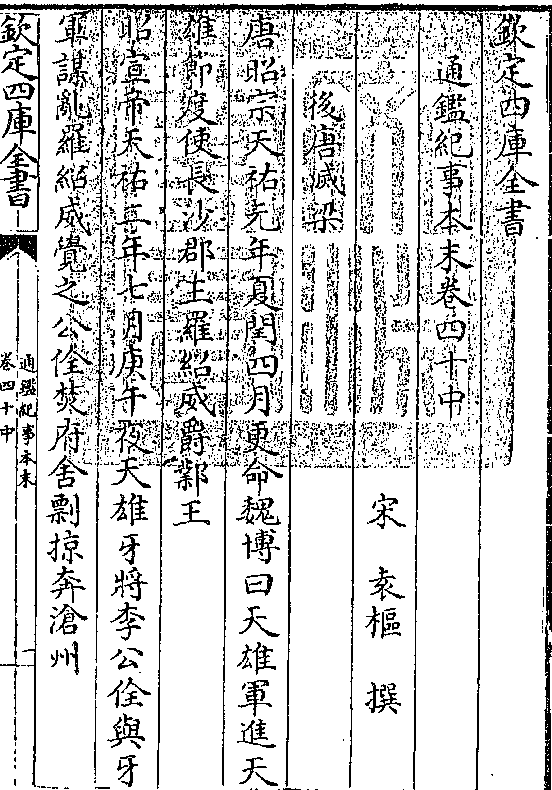 欽定四庫全書
通鑑紀事本末卷四十中
宋 袁樞 撰
後唐滅梁
唐昭宗天祐元年夏閏四月更命魏博曰天雄軍進天
雄節度使長沙郡王羅紹威爵鄴王
昭宣帝天祐二年七月庚午夜天雄牙將李公佺與牙
軍謀亂羅紹威覺之公佺焚府舍剽掠奔滄州
欽定四庫全書
通鑑紀事本末
卷四十中
一